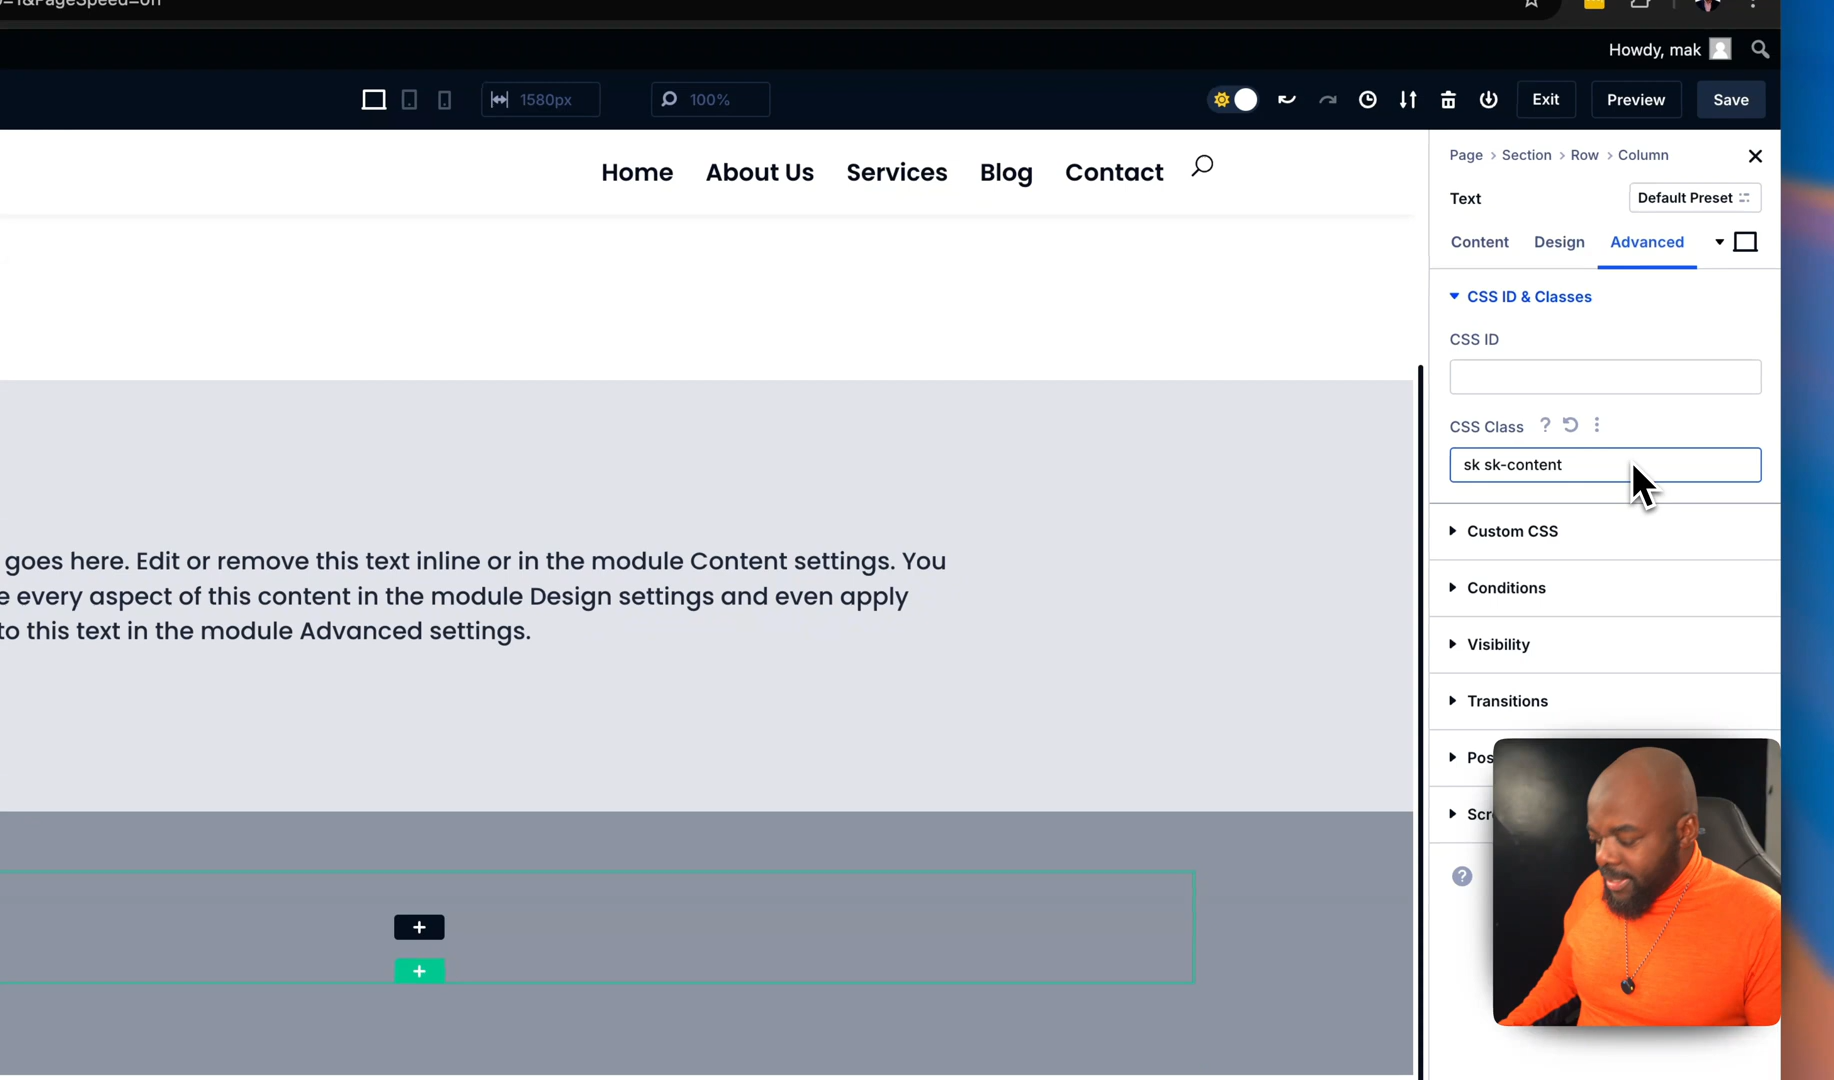 Howdy, mak
1580px
100%
Exit
Preview
Save
Home
About Us
Services
Blog
Contact
Page > Section > Row > Column
Text
Default Preset
Content
Design
Advanced
CSS ID & Classes
CSS ID
CSS Class ?
sk sk-content
Custom CSS
Conditions
Visibility
Transitions
Pos
Scr
?
goes here. Edit or remove this text inline or in the module Content settings. You
e every aspect of this content in the module Design settings and even apply
to this text in the module Advanced settings.
+
+